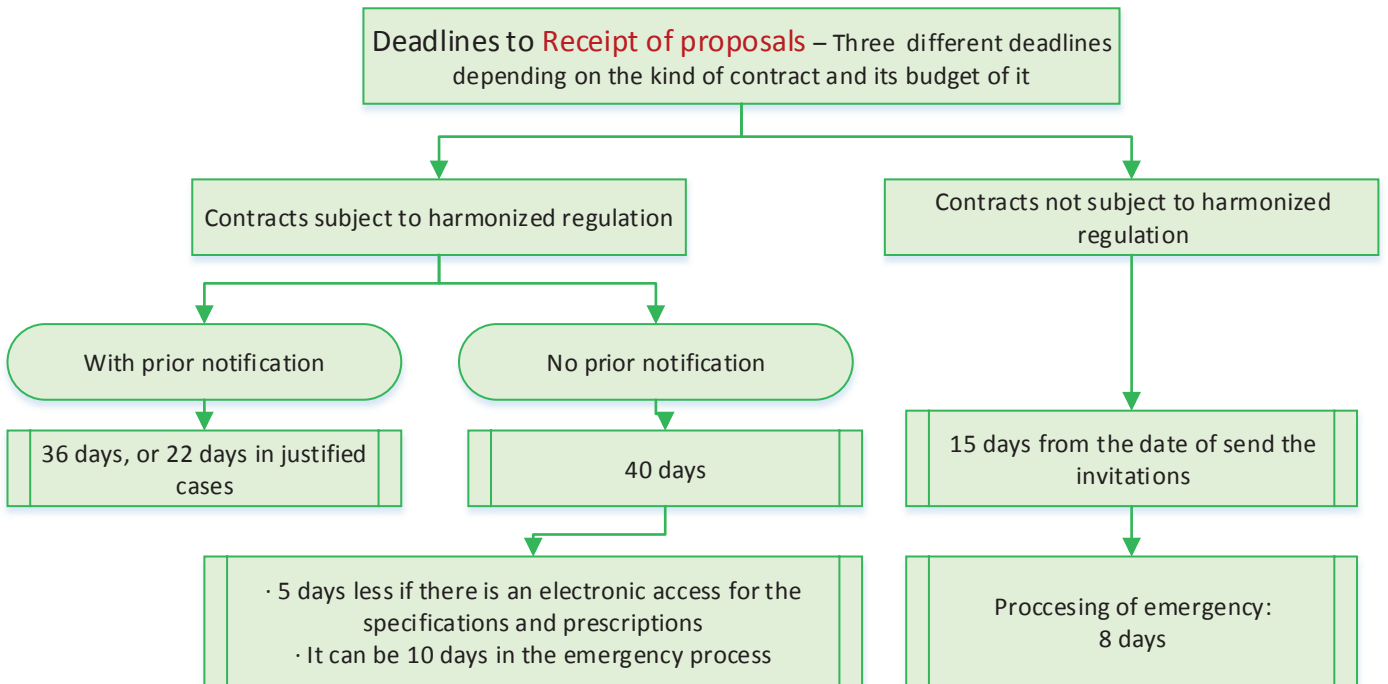 Deadlines to Receipt of proposals – Three different deadlines
depending on the kind of contract and its budget of it
Contracts subject to harmonized regulation
Contracts not subject to harmonized
regulation
With prior notification
No prior notification
36 days, or 22 days in justified
cases
40 days
15 days from the date of send the
invitations
· 5 days less if there is an electronic access for the
specifications and prescriptions
· It can be 10 days in the emergency process
Proccesing of emergency:
8 days